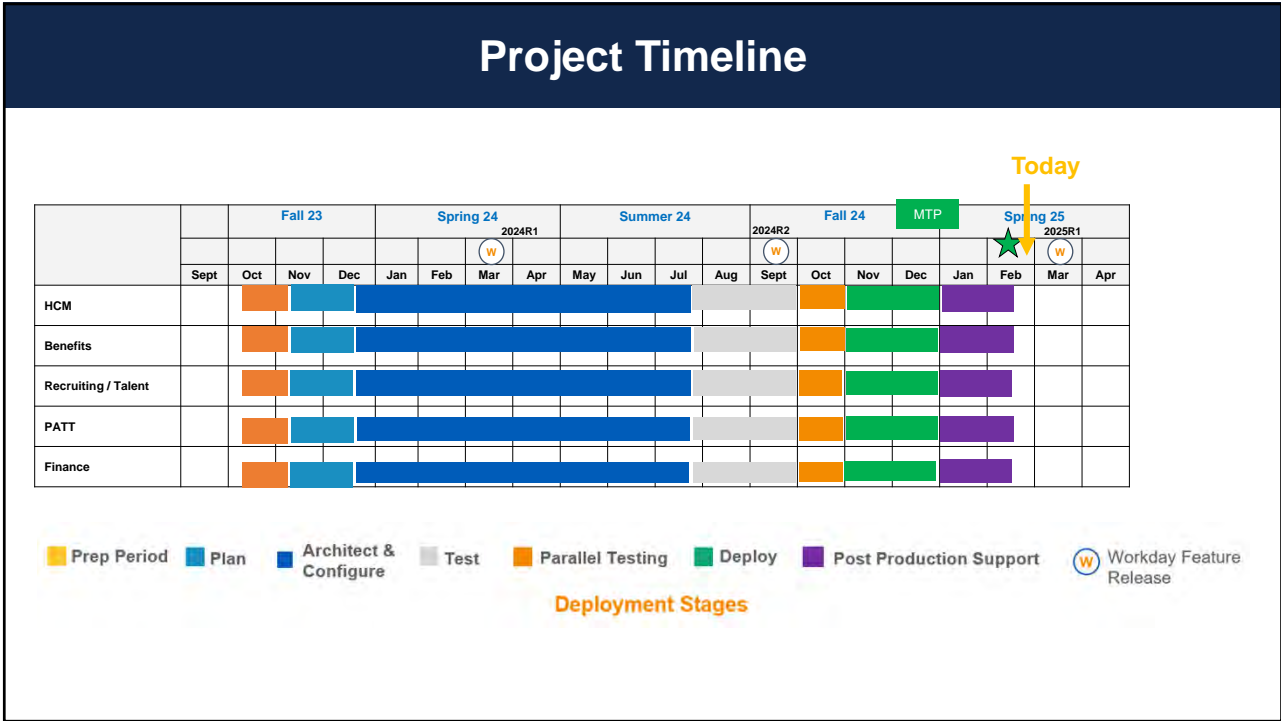 Project Timeline
Today
Fall 23 Spring 24 Summer 24 Fall 24 MTP Spring 25
2024R1 2024R2 2025R1
W W W
Sept Oct Nov Dec Jan Feb Mar Apr May Jun Jul Aug Sept Oct Nov Dec Jan Feb Mar Apr
HCM
Benefits
Recruiting / Talent
PATT
Finance
Prep Period Plan Architect & Test Parallel Testing Deploy Post Production Support W Workday Feature
Configure Release
Deployment Stages